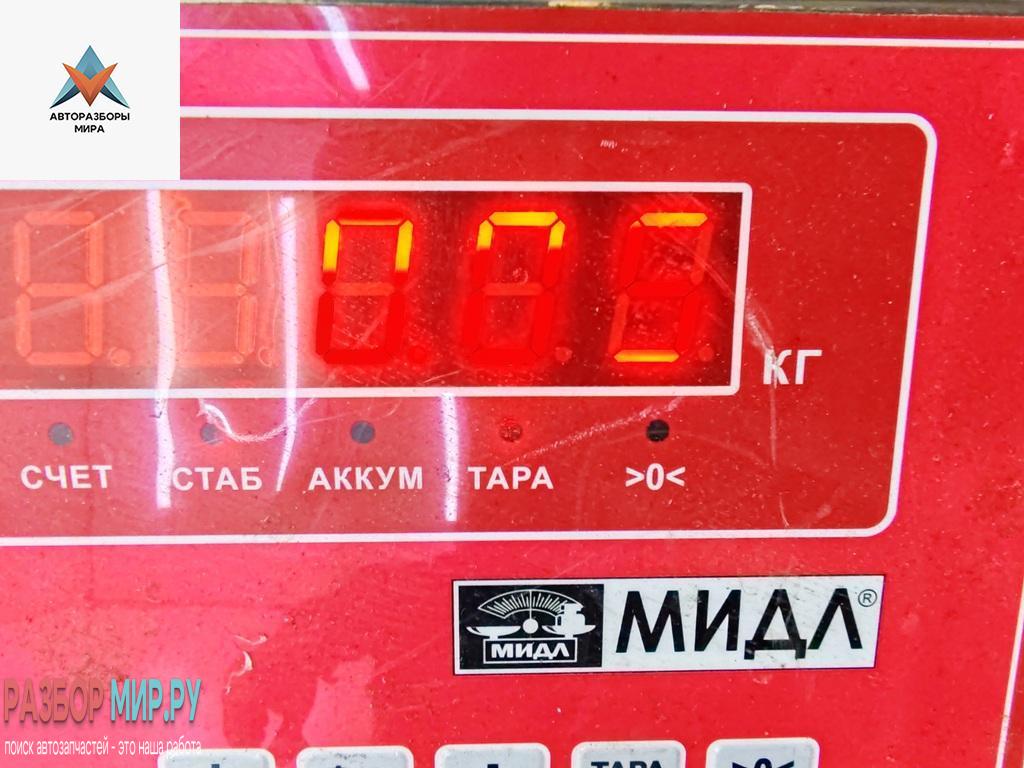 АВТОРАЗБОРЫ
МИРА
КГ
СЧЕТ СТАБ АККУМ ТАРА >0<
МИДЛ МИДЛ®
РАЗБОР МИР.РУ
поиск автозапчастей - это наша работа
ТАРА >0<